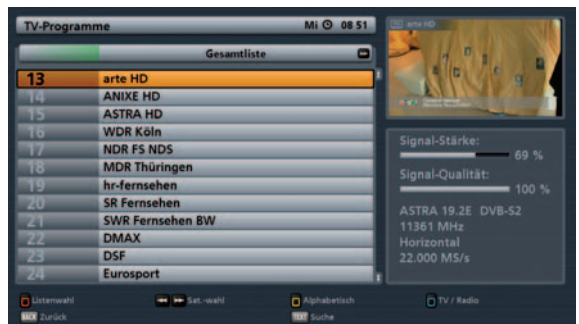 TV-Programme
Mi 08 51
Gesamtliste
13 arte HD
14 ANIXE HD
15 ASTRA HD
16 WDR Köln
17 NDR FS NDS
18 MDR Thüringen
19 hr-fernsehen
20 SR Fernsehen
21 SWR Fernsehen BW
22 DMAX
23 DSF
24 Eurosport
arte HD
Signal-Stärke:
69 %
Signal-Qualität:
100 %
ASTRA 19.2E DVB-S2
11361 MHz
Horizontal
22.000 MS/s
Listenwahl
Sat.-wahl
Alphabetisch
TV / Radio
BACK Zurück
TEXT Suche